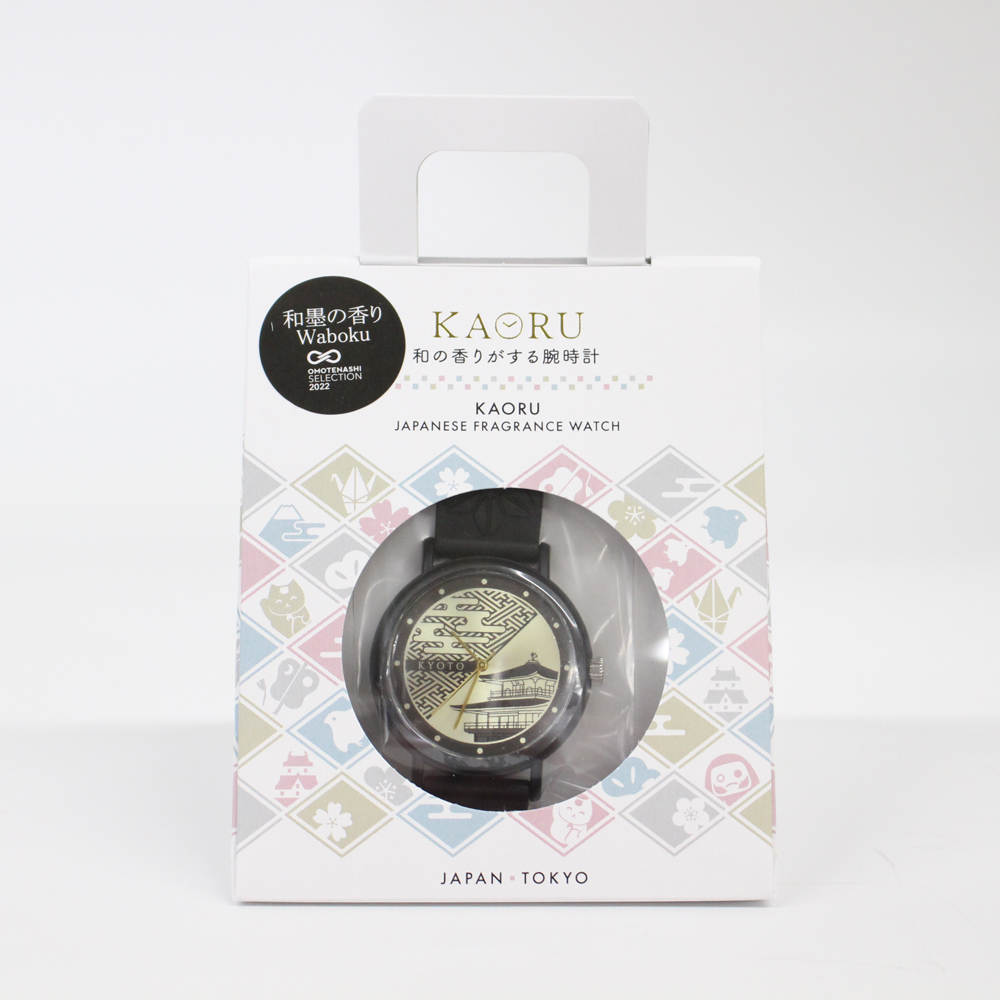 和墨の香り
Waboku
OMOTENASHI
SELECTION
2022
KAORU
和の香りがする腕時計
KAORU
JAPANESE FRAGRANCE WATCH
KYOTO
JAPAN TOKYO